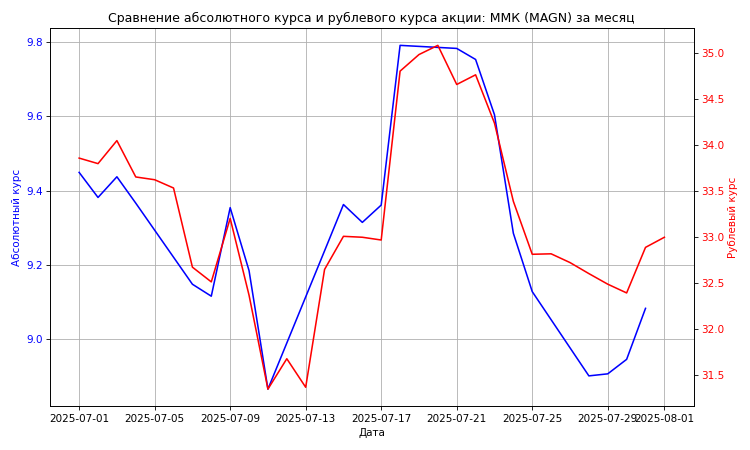 Сравнение абсолютного курса и рублевого курса акции: ММК (MAGN) за месяц
9.8
9.6
9.4
9.2
9.0
Абсолютный курс
35.0
34.5
34.0
33.5
33.0
32.5
32.0
31.5
Рублевый курс
2025-07-01 2025-07-05 2025-07-09 2025-07-13 2025-07-17 2025-07-21 2025-07-25 2025-07-29 2025-08-01
Дата